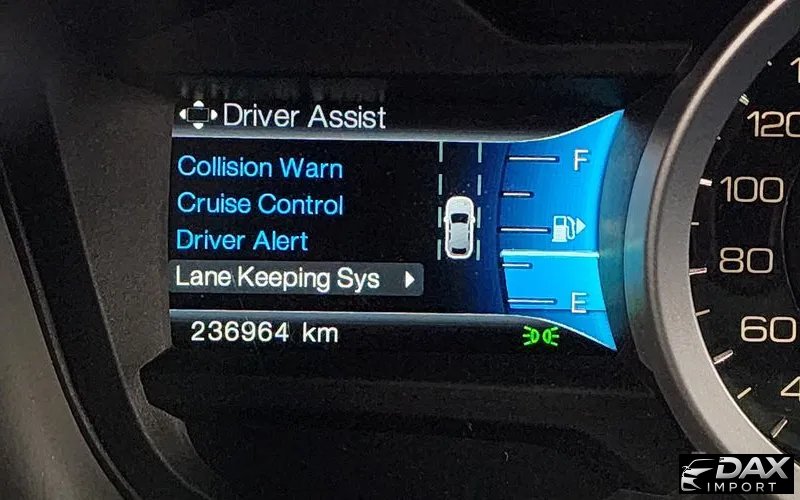 Driver Assist
Collision Warn
Cruise Control
Driver Alert
Lane Keeping Sys
236964 km
F
E
120
100
80
60
DAX
IMPORT